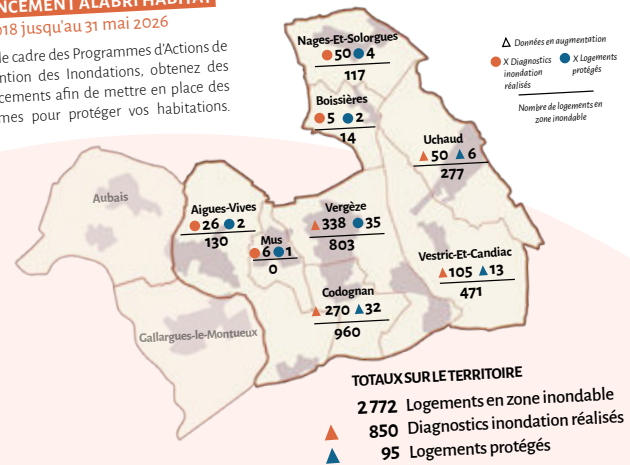 NCEMENT ALABRI HABITAT
018 jusqu'au 31 mai 2026
le cadre des Programmes d'Actions de
ention des Inondations, obtenez des
cements afin de mettre en place des
mes pour protéger vos habitations.
Données en augmentation
X Diagnostics
inondation
réalisés
X Logements
protégés
Nombre de logements en
zone inondable
Nages-Et-Solorgues
50 4
117
Boissières
5 2
14
Uchaud
50 6
277
Aubais
Aigues-Vives
26 2
130
Mus
6 1
0
Vergèze
338 35
803
Vestric-Et-Candiac
105 13
471
Codognan
270 32
960
Gallargues-le-Montueux
TOTAUX SUR LE TERRITOIRE
2 772 Logements en zone inondable
850 Diagnostics inondation réalisés
95 Logements protégés